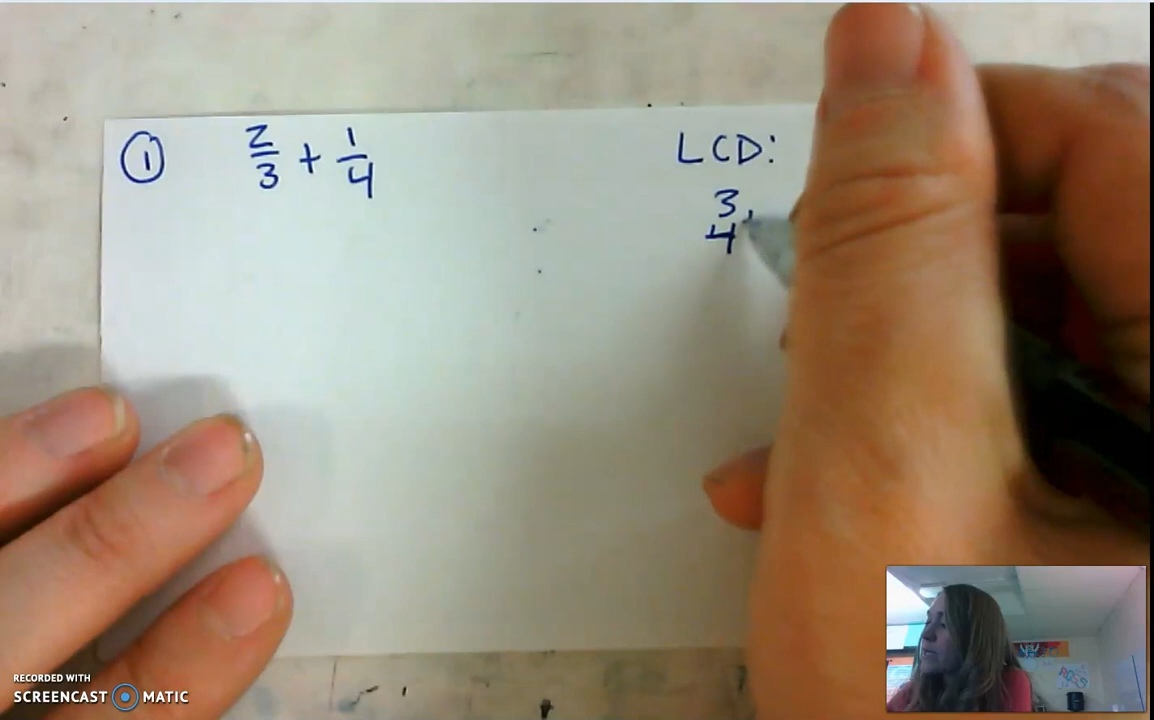 ① 2/3 + 1/4
LCD:
3,
4
RECORDED WITH
SCREENCAST MATIC